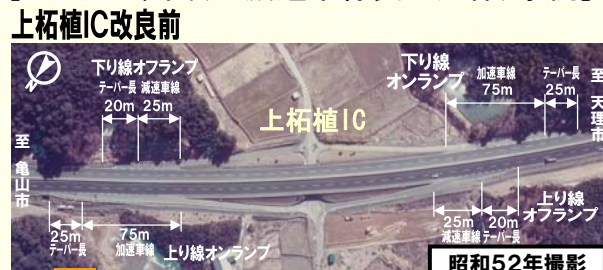 上柘植IC改良前
下り線オフランプ
テーパー長 減速車線
20m 25m
下り線
オンランプ
加速車線
75m
テーパー長
25m
至 天理市
上柘植IC
至 亀山市
25m
テーパー長
75m
加速車線
上り線オンランプ
25m
減速車線
20m
テーパー長
上り線
オフランプ
昭和52年撮影